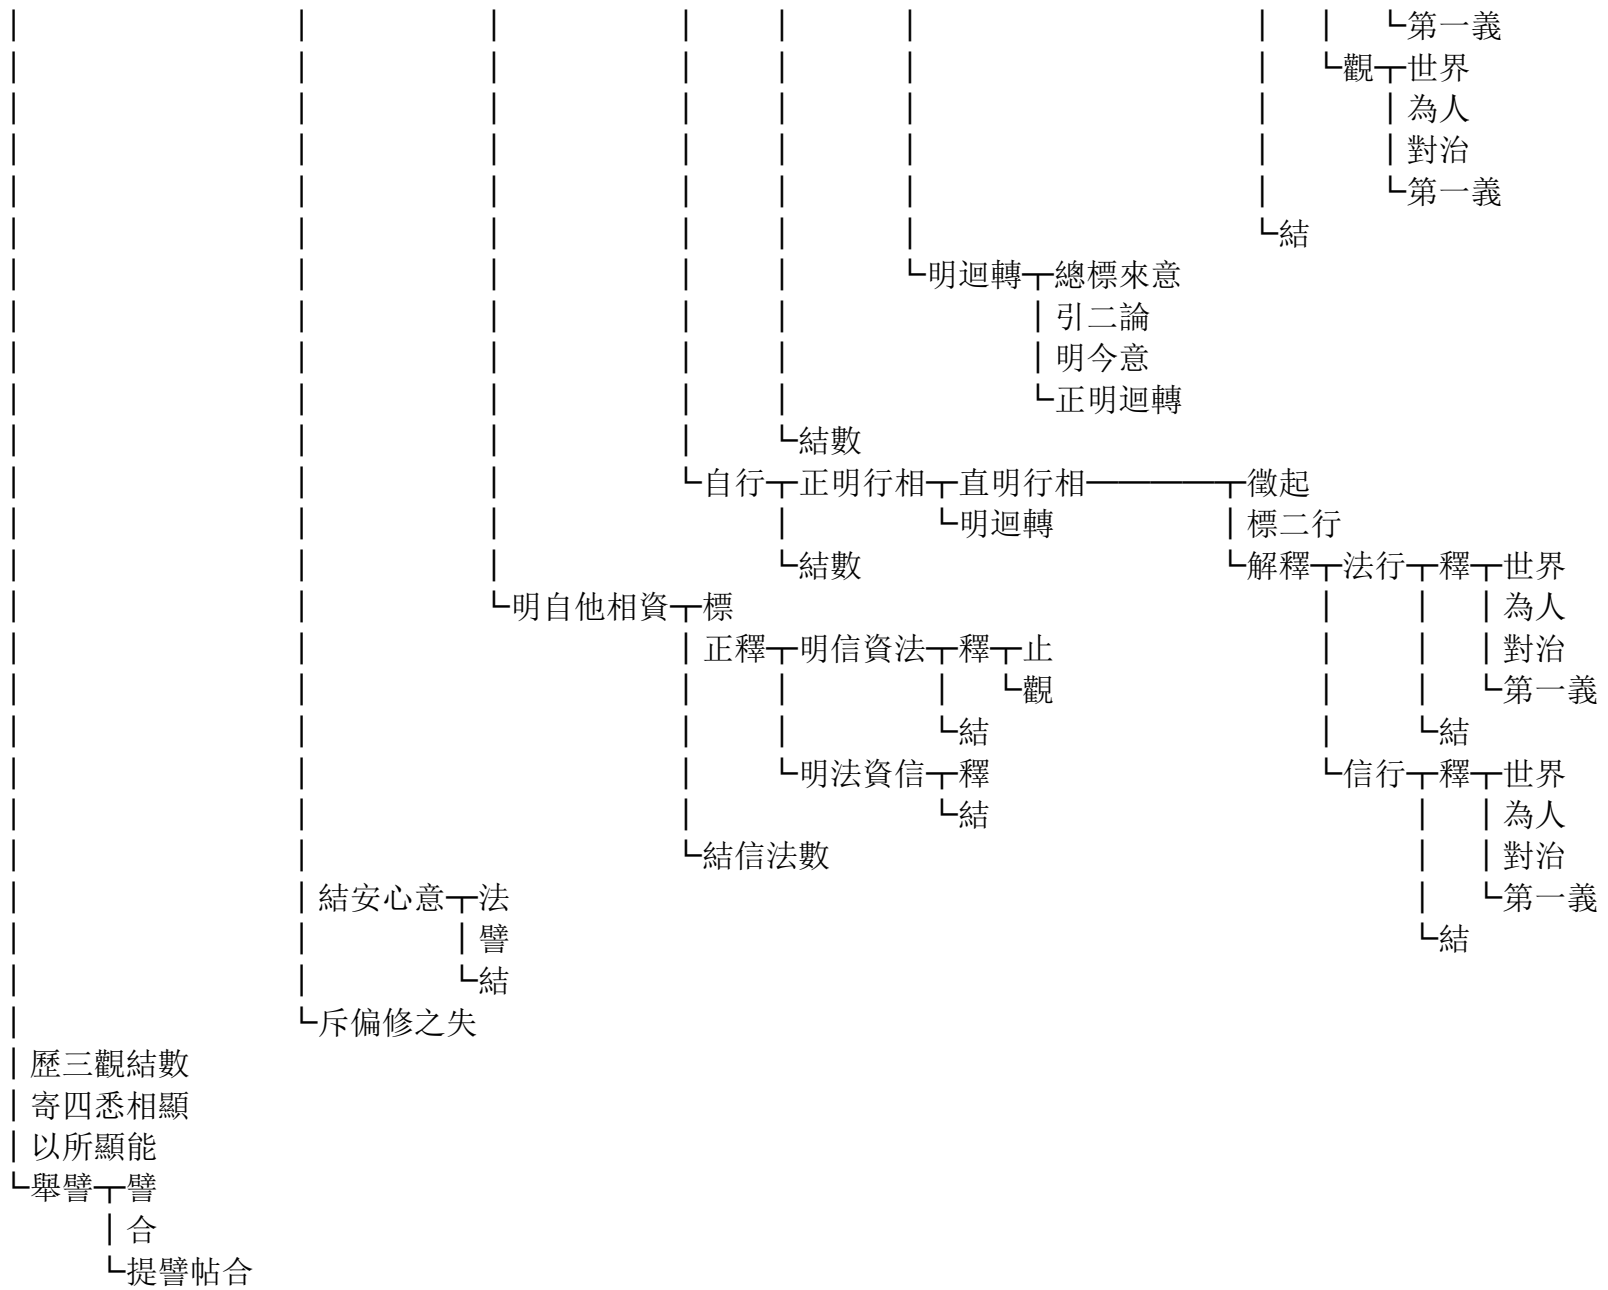 第一義
觀 世界
為人
對治
第一義
結
明迴轉 總標來意
引二論
明今意
正明迴轉
結數
自行 正明行相 直明行相 徵起
明迴轉 標二行
結數 解釋 法行 釋 世界
明自他相資 標 為人
正釋 明信資法 釋 止 對治
觀 第一義
結 結
明法資信 釋 信行 釋 世界
結 為人
結信法數 對治
結安心意 法 第一義
譬 結
結
斥偏修之失
歷三觀結數
寄四悉相顯
以所顯能
舉譬 譬
合
提譬帖合